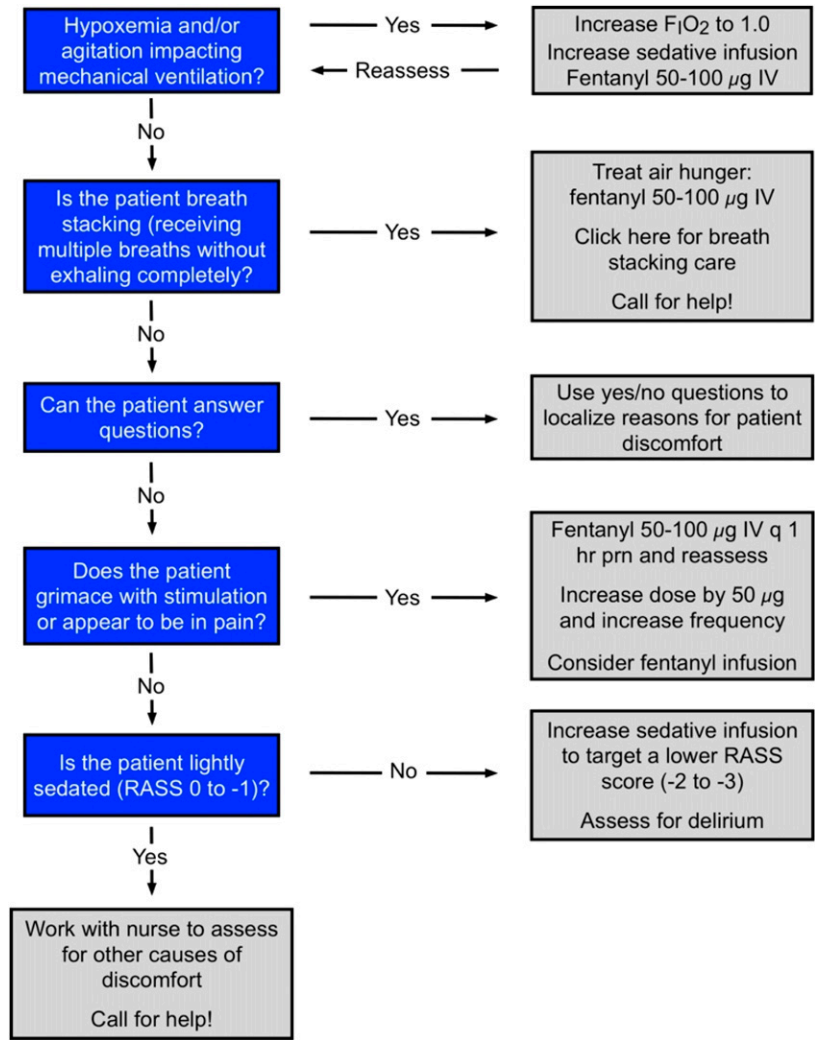 Hypoxemia and/or
agitation impacting
mechanical ventilation?
Yes
Reassess
Increase FIO2 to 1.0
Increase sedative infusion
Fentanyl 50-100 µg IV
No
Is the patient breath
stacking (receiving
multiple breaths without
exhaling completely?
Yes
Treat air hunger:
fentanyl 50-100 µg IV
Click here for breath
stacking care
Call for help!
No
Can the patient answer
questions?
Yes
Use yes/no questions to
localize reasons for patient
discomfort
No
Does the patient
grimace with stimulation
or appear to be in pain?
Yes
Fentanyl 50-100 µg IV q 1
hr prn and reassess
Increase dose by 50 µg
and increase frequency
Consider fentanyl infusion
No
Is the patient lightly
sedated (RASS 0 to -1)?
No
Increase sedative infusion
to target a lower RASS
score (-2 to -3)
Assess for delirium
Yes
Work with nurse to assess
for other causes of
discomfort
Call for help!